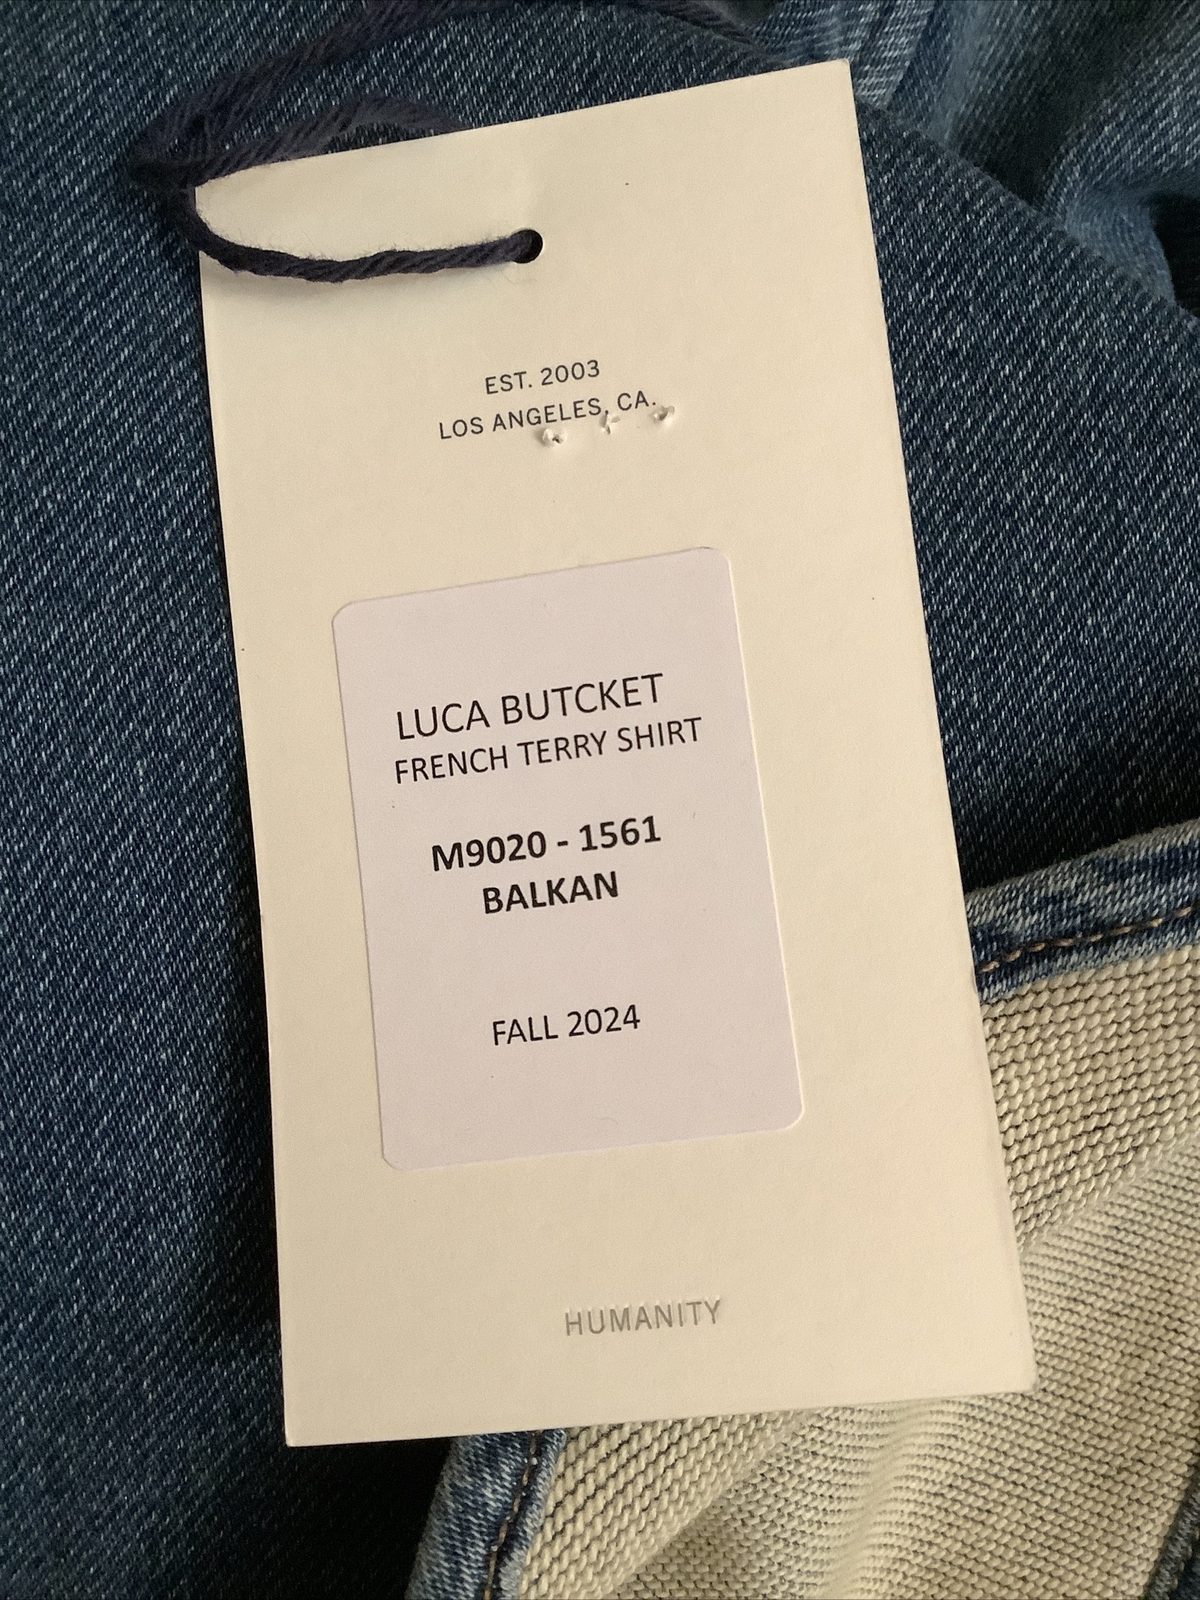 EST. 2003
LOS ANGELES, CA.
LUCA BUTCKET
FRENCH TERRY SHIRT
M9020 - 1561
BALKAN
FALL 2024
HUMANITY